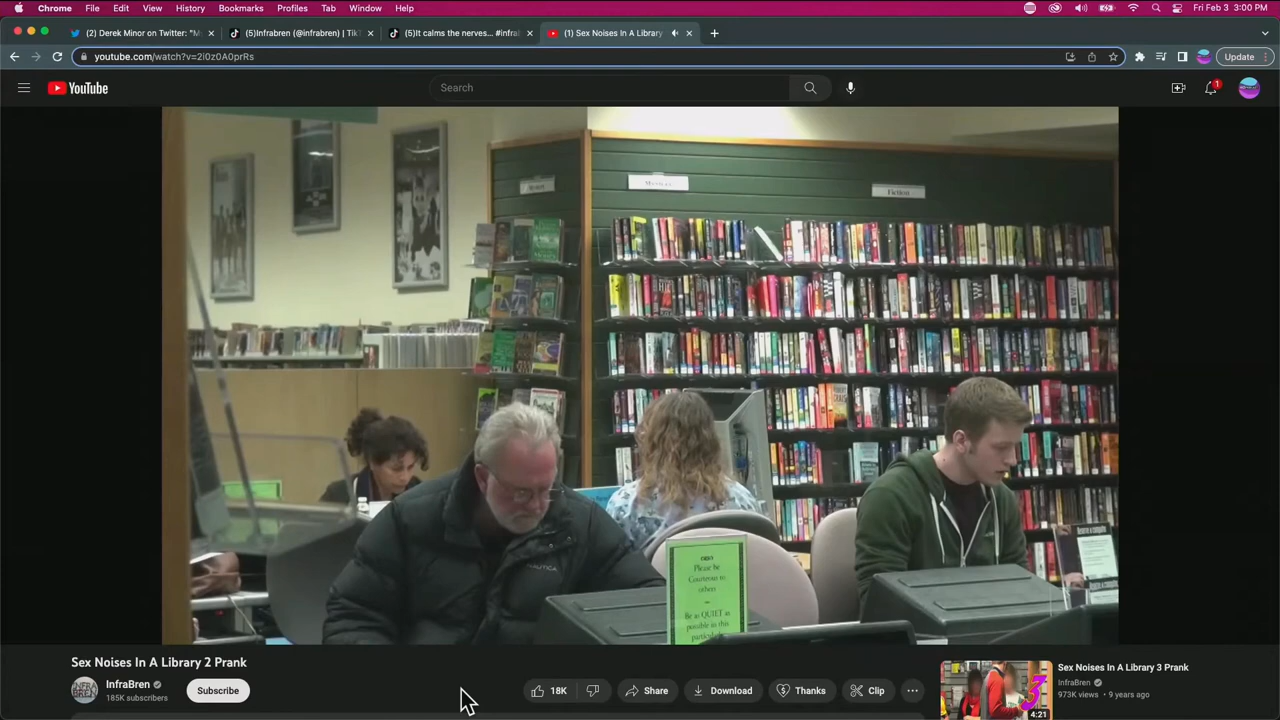 Chrome File Edit View History Bookmarks Profiles Tab Window Help Fri Feb 3 3:00 PM
(2) Derek Minor on Twitter: "M (5)Infrabren (@infrabren) | Tik (5)It calms the nerves... #infra (1) Sex Noises In A Library
youtube.com/watch?v=2i0z0A0prRs Update
YouTube Search 1
Fiction
Please be
Courteous to
others
Be as QUIET as
possible in this
NAUTICA
Sex Noises In A Library 2 Prank
InfraBren
185K subscribers
Subscribe
18K Share Download Thanks Clip
Sex Noises In A Library 3 Prank
InfraBren
973K views • 9 years ago
3
4:21